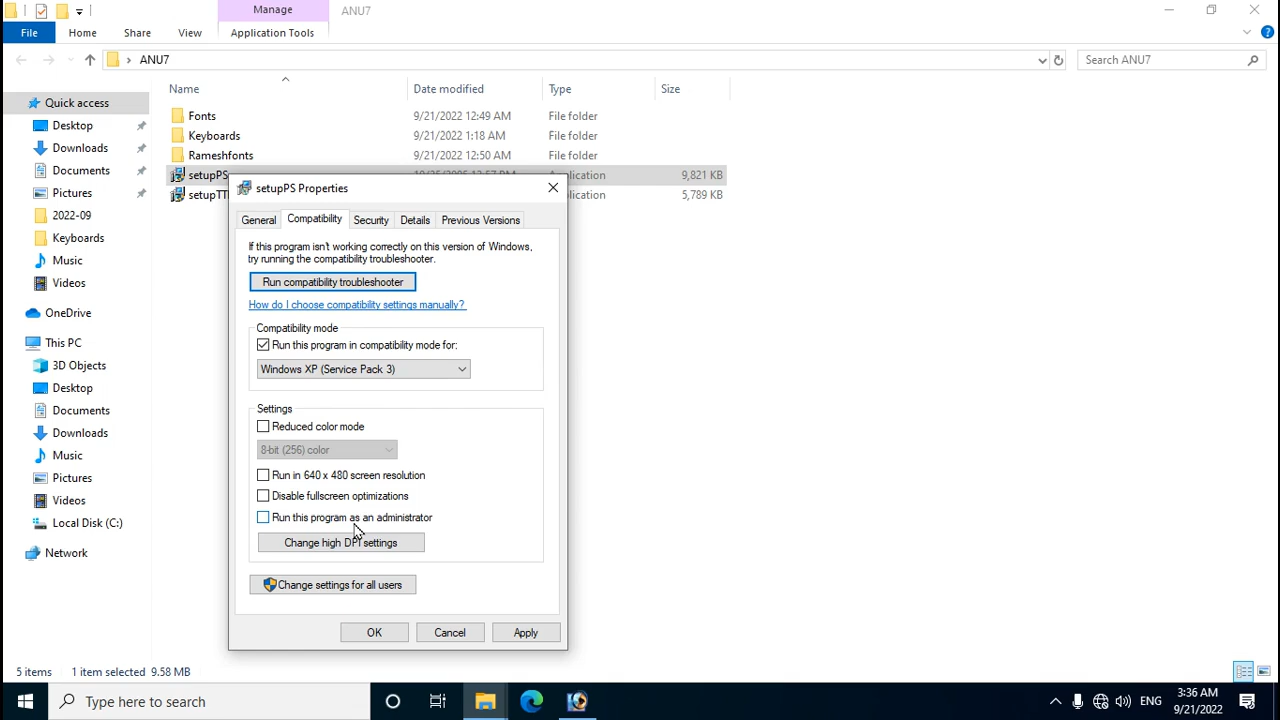 Manage
ANU7
File
Home
Share
View
Application Tools
ANU7
Search ANU7
Name
Date modified
Type
Size
Quick access
Desktop
Downloads
Documents
Pictures
2022-09
Keyboards
Music
Videos
OneDrive
This PC
3D Objects
Desktop
Documents
Downloads
Music
Pictures
Videos
Local Disk (C:)
Network
Fonts 9/21/2022 12:49 AM File folder
Keyboards 9/21/2022 1:18 AM File folder
Rameshfonts 9/21/2022 12:50 AM File folder
setupPS 9,821 KB
5,789 KB
setupPS Properties
General
Compatibility
Security
Details
Previous Versions
If this program isn't working correctly on this version of Windows,
try running the compatibility troubleshooter.
Run compatibility troubleshooter
How do I choose compatibility settings manually?
Compatibility mode
Run this program in compatibility mode for:
Windows XP (Service Pack 3)
Settings
Reduced color mode
8-bit (256) color
Run in 640 x 480 screen resolution
Disable fullscreen optimizations
Run this program as an administrator
Change high DPI settings
Change settings for all users
OK
Cancel
Apply
5 items
1 item selected 9.58 MB
Type here to search
ENG
3:36 AM
9/21/2022